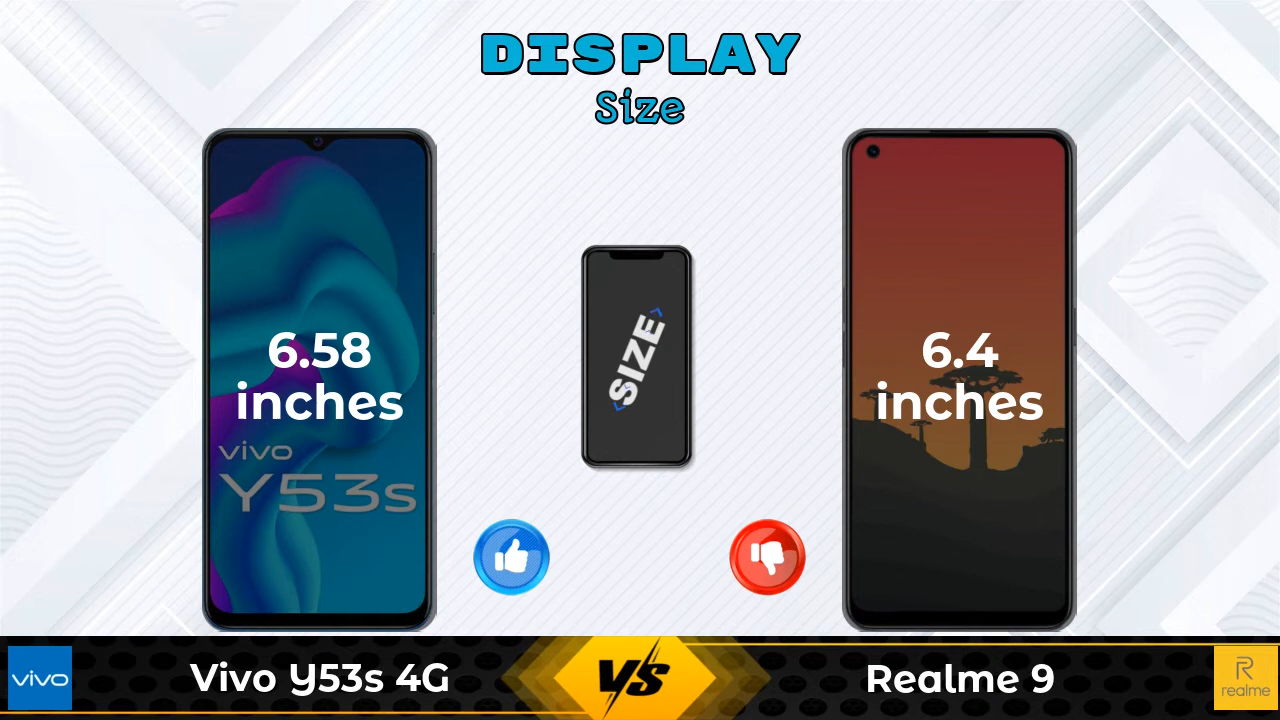 DISPLAY
Size
6.58
inches
vivo
Y53s
SIZE
6.4
inches
vivo
Vivo Y53s 4G
VS
Realme 9
R
realme